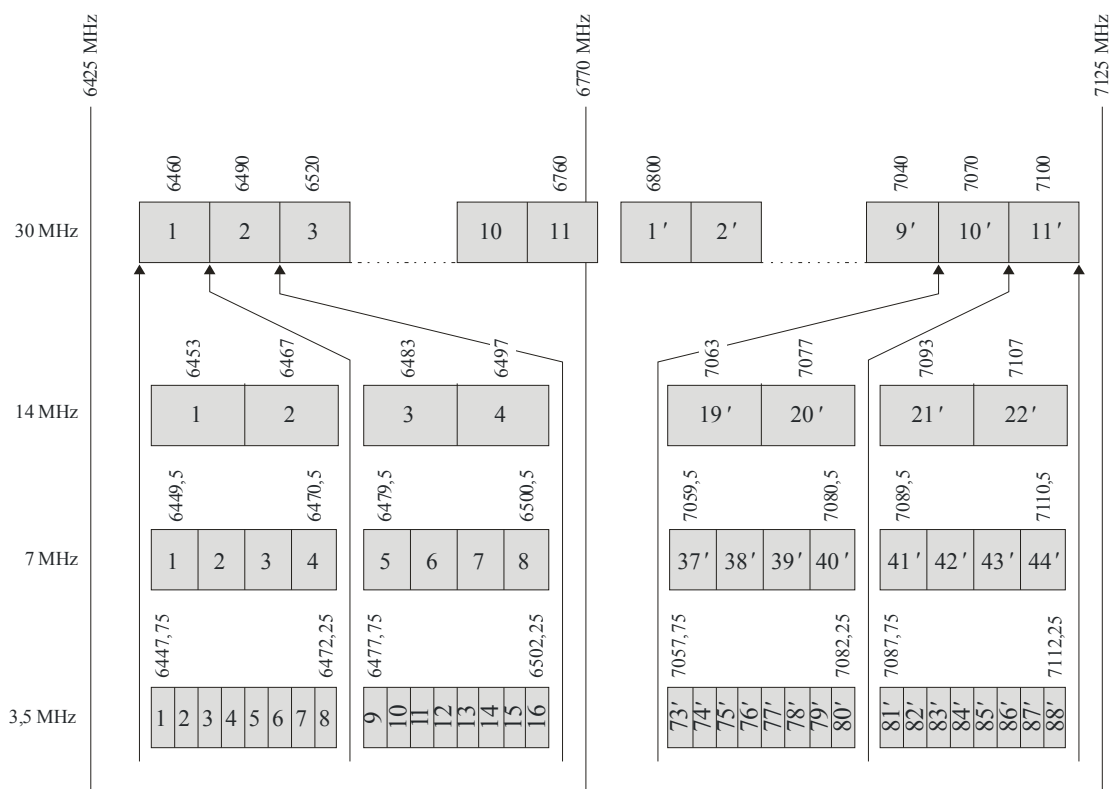 6425 MHz
6770 MHz
7125 MHz
6460 6490 6520 6760 6800 7040 7070 7100
30 MHz 1 2 3 10 11 1′ 2′ 9′ 10′ 11′
6453 6467 6483 6497 7063 7077 7093 7107
14 MHz 1 2 3 4 19′ 20′ 21′ 22′
6449,5 6470,5 6479,5 6500,5 7059,5 7080,5 7089,5 7110,5
7 MHz 1 2 3 4 5 6 7 8 37′ 38′ 39′ 40′ 41′ 42′ 43′ 44′
6447,75 6472,25 6477,75 6502,25 7057,75 7082,25 7087,75 7112,25
3,5 MHz 1 2 3 4 5 6 7 8 9 10 11 12 13 14 15 16 73′ 74′ 75′ 76′ 77′ 78′ 79′ 80′ 81′ 82′ 83′ 84′ 85′ 86′ 87′ 88′